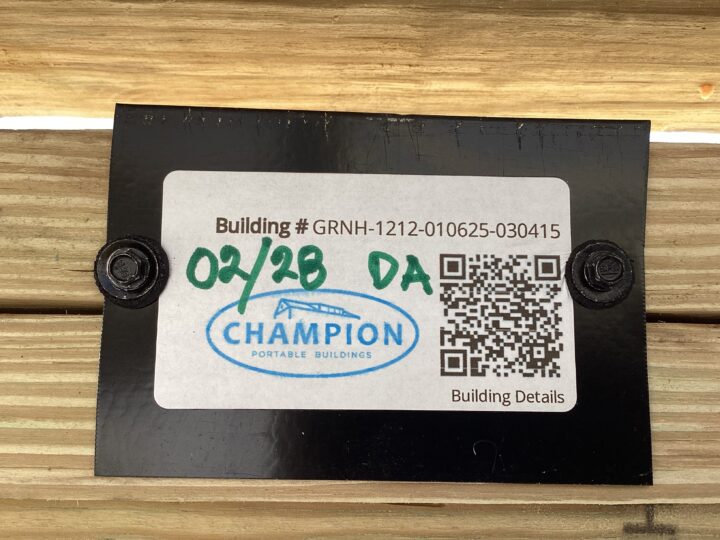 Building # GRNH-1212-010625-030415
02/28 DA
CHAMPION
PORTABLE BUILDINGS
Building Details